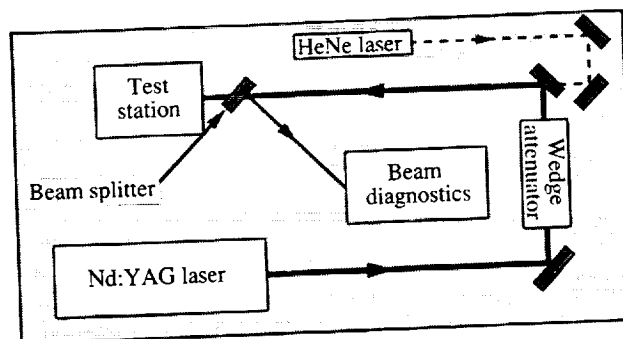 HeNe laser
Test
station
Wedge
attenuator
Beam splitter
Beam
diagnostics
Nd:YAG laser